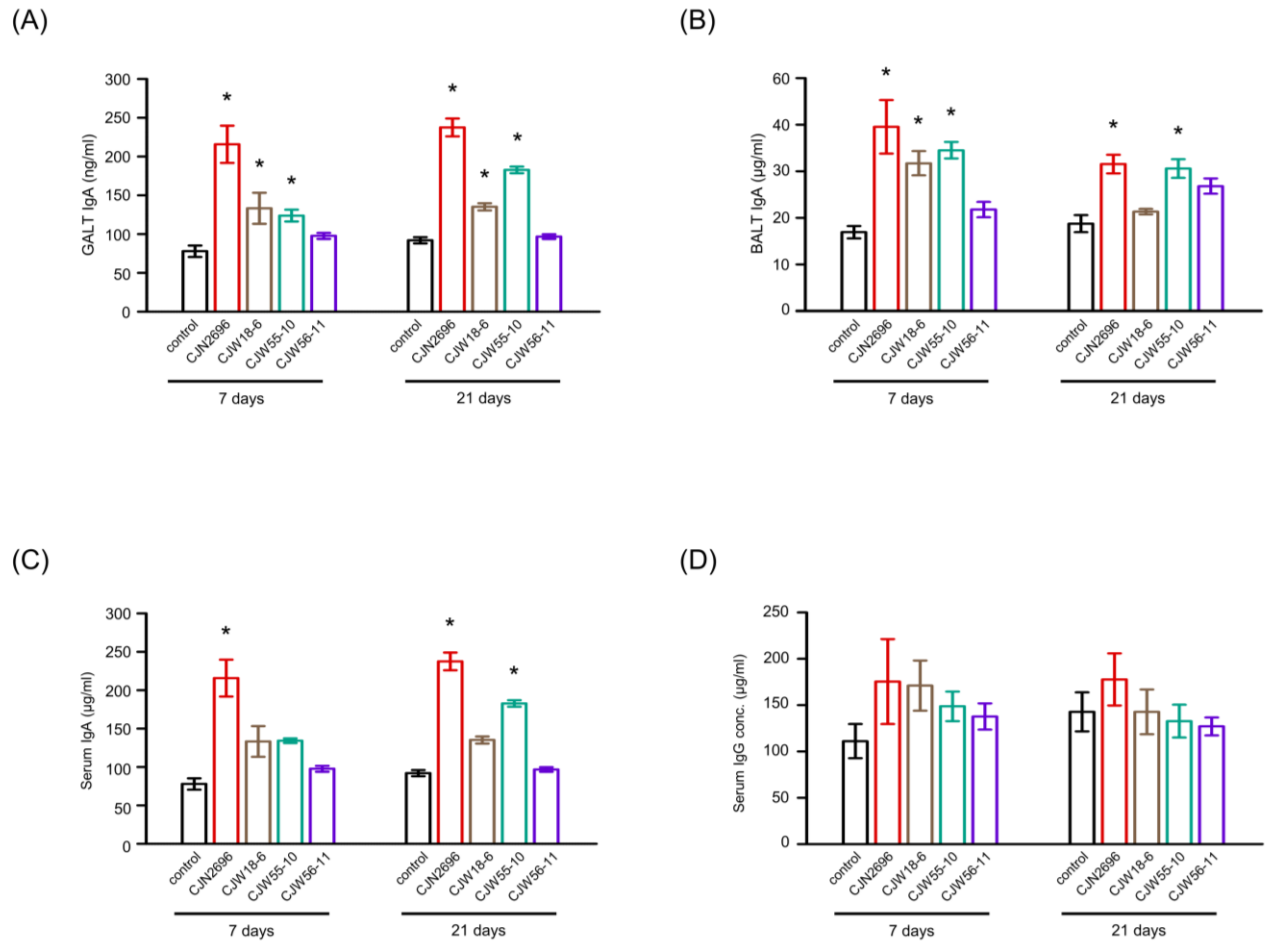 (A)
GALT IgA (ng/ml)
300
250
200
150
100
50
0
* * * * * *
control CJN2696 CJW18-6 CJW55-10 CJW56-11
control CJN2696 CJW18-6 CJW55-10 CJW56-11
7 days 21 days
(B)
BALT IgA (µg/ml)
60
40
30
20
10
0
* * * * *
control CJN2696 CJW18-6 CJW55-10 CJW56-11
control CJN2696 CJW18-6 CJW55-10 CJW56-11
7 days 21 days
(C)
Serum IgA (µg/ml)
300
250
200
150
100
50
0
* * *
control CJN2696 CJW18-6 CJW55-10 CJW56-11
control CJN2696 CJW18-6 CJW55-10 CJW56-11
7 days 21 days
(D)
Serum IgG conc. (µg/ml)
250
200
150
100
50
0
control CJN2696 CJW18-6 CJW55-10 CJW56-11
control CJN2696 CJW18-6 CJW55-10 CJW56-11
7 days 21 days